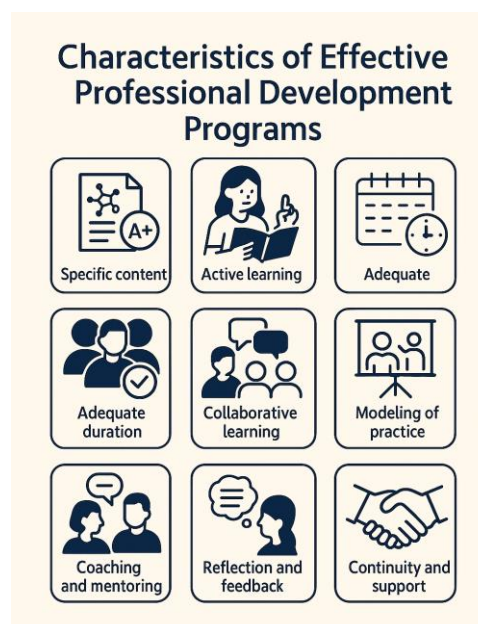 Characteristics of Effective
Professional Development
Programs
A+
Specific content
Active learning
Adequate
Adequate
duration
Collaborative
learning
Modeling of
practice
Coaching
and mentoring
Reflection and
feedback
Continuity and
support